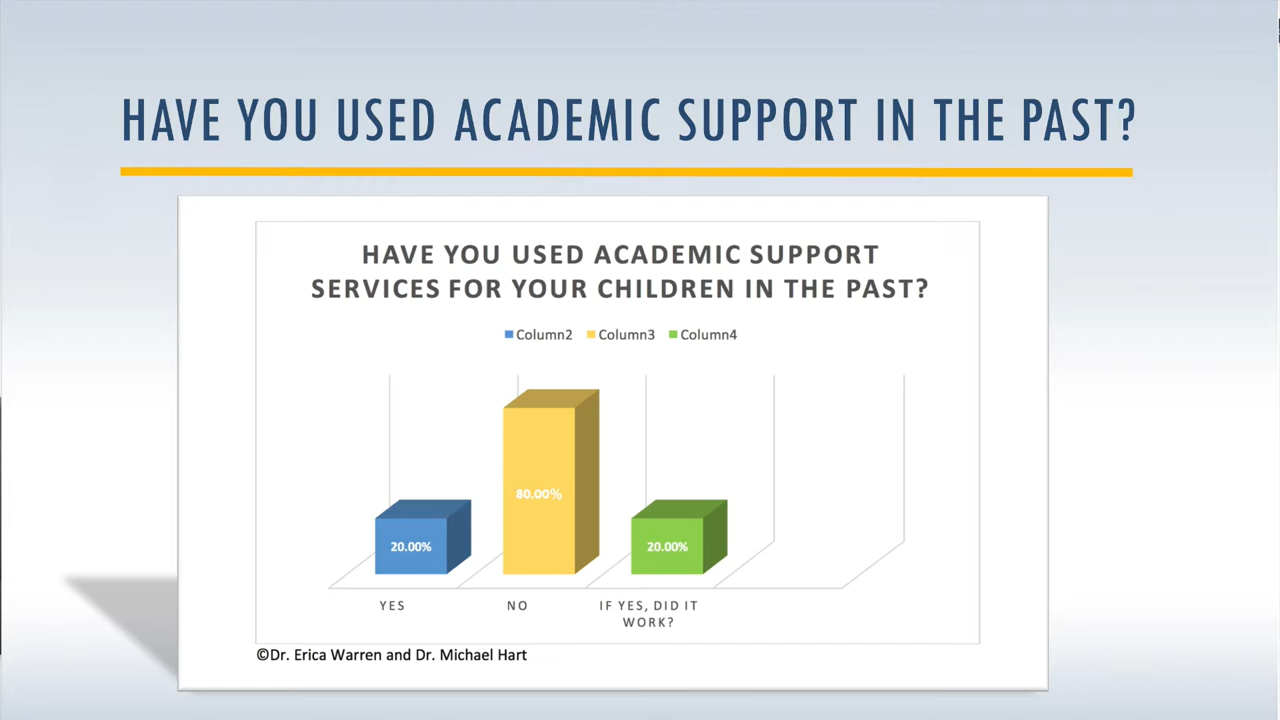 HAVE YOU USED ACADEMIC SUPPORT IN THE PAST?
HAVE YOU USED ACADEMIC SUPPORT
SERVICES FOR YOUR CHILDREN IN THE PAST?
Column2 Column3 Column4
80.00%
20.00% 20.00%
YES NO IF YES, DID IT
WORK?
©Dr. Erica Warren and Dr. Michael Hart